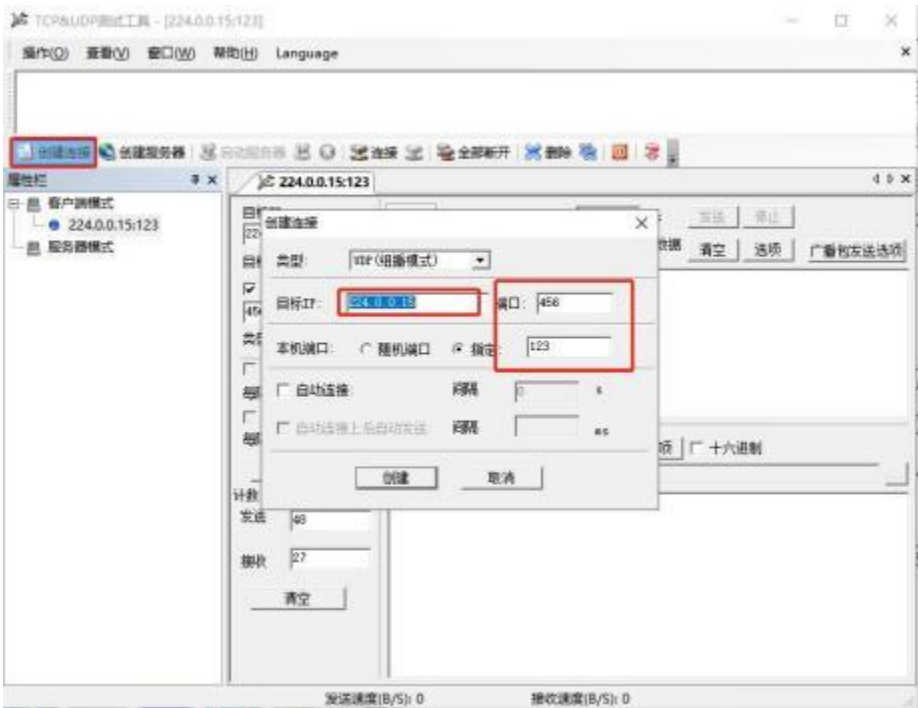 TCP&UDP测试工具 - [224.0.0.15:123]
操作(O) 查看(V) 窗口(W) 帮助(H) Language
创建连接 创建服务器 启动服务器 连接 全部断开 删除
属性栏
224.0.0.15:123
客户端模式
224.0.0.15:123
服务器模式
创建连接
类型: UDP(组播模式)
目标IP: 224.0.0.15 端口: 456
本机端口: 随机端口 指定: 123
自动连接: 间隔 0 s
自动连接上后自动发送: 间隔 ms
创建 取消
发送 停止
清空 选项 广播包发送选项
十六进制
计数
发送 48
接收 27
清空
发送速度(B/S): 0 接收速度(B/S): 0